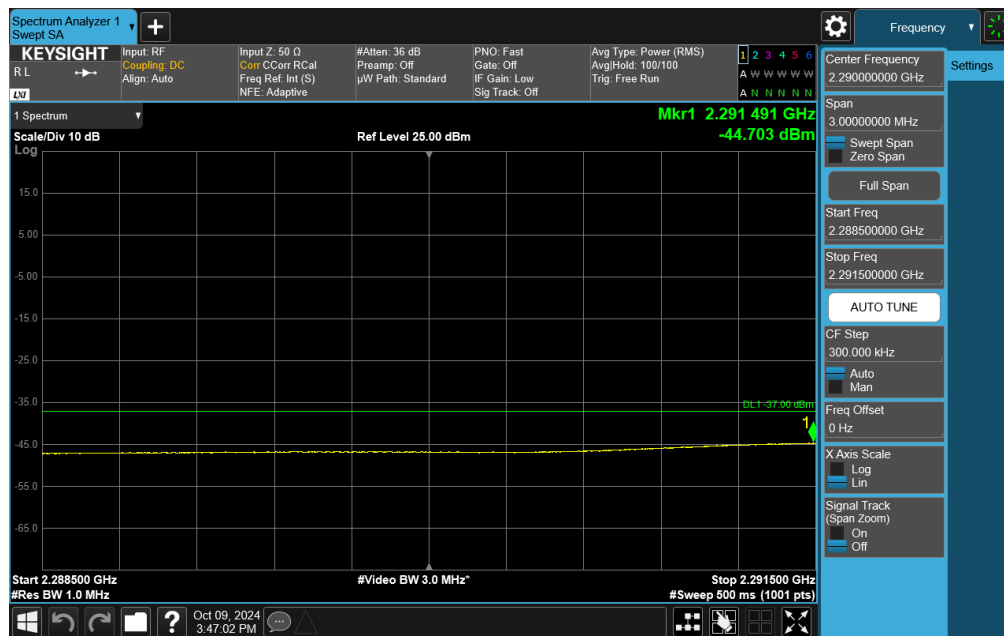 Spectrum Analyzer 1
Swept SA
Frequency
KEYSIGHT
R L
LXI
Input: RF
Coupling: DC
Align: Auto
Input Z: 50 Ω
Corr CCorr RCal
Freq Ref: Int (S)
NFE: Adaptive
#Atten: 36 dB
Preamp: Off
µW Path: Standard
PNO: Fast
Gate: Off
IF Gain: Low
Sig Track: Off
Avg Type: Power (RMS)
Avg|Hold: 100/100
Trig: Free Run
1 2 3 4 5 6
A W W W W W
A N N N N N
1 Spectrum
Mkr1 2.291 491 GHz
Scale/Div 10 dB
Ref Level 25.00 dBm
-44.703 dBm
Log
15.0
5.00
-5.00
-15.0
-25.0
-35.0
DL1 -37.00 dBm
1
-45.0
-55.0
-65.0
Start 2.288500 GHz
#Video BW 3.0 MHz*
Stop 2.291500 GHz
#Res BW 1.0 MHz
#Sweep 500 ms (1001 pts)
Oct 09, 2024
3:47:02 PM
Center Frequency
2.290000000 GHz
Settings
Span
3.00000000 MHz
Swept Span
Zero Span
Full Span
Start Freq
2.288500000 GHz
Stop Freq
2.291500000 GHz
AUTO TUNE
CF Step
300.000 kHz
Auto
Man
Freq Offset
0 Hz
X Axis Scale
Log
Lin
Signal Track
(Span Zoom)
On
Off